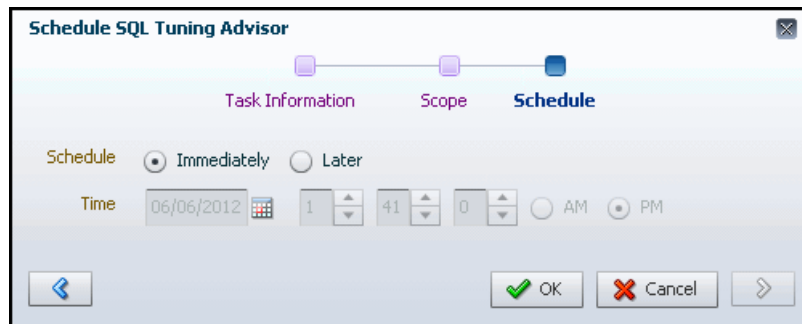 Schedule SQL Tuning Advisor
Task Information Scope Schedule
Schedule Immediately Later
Time 06/06/2012 1 41 0 AM PM
OK Cancel